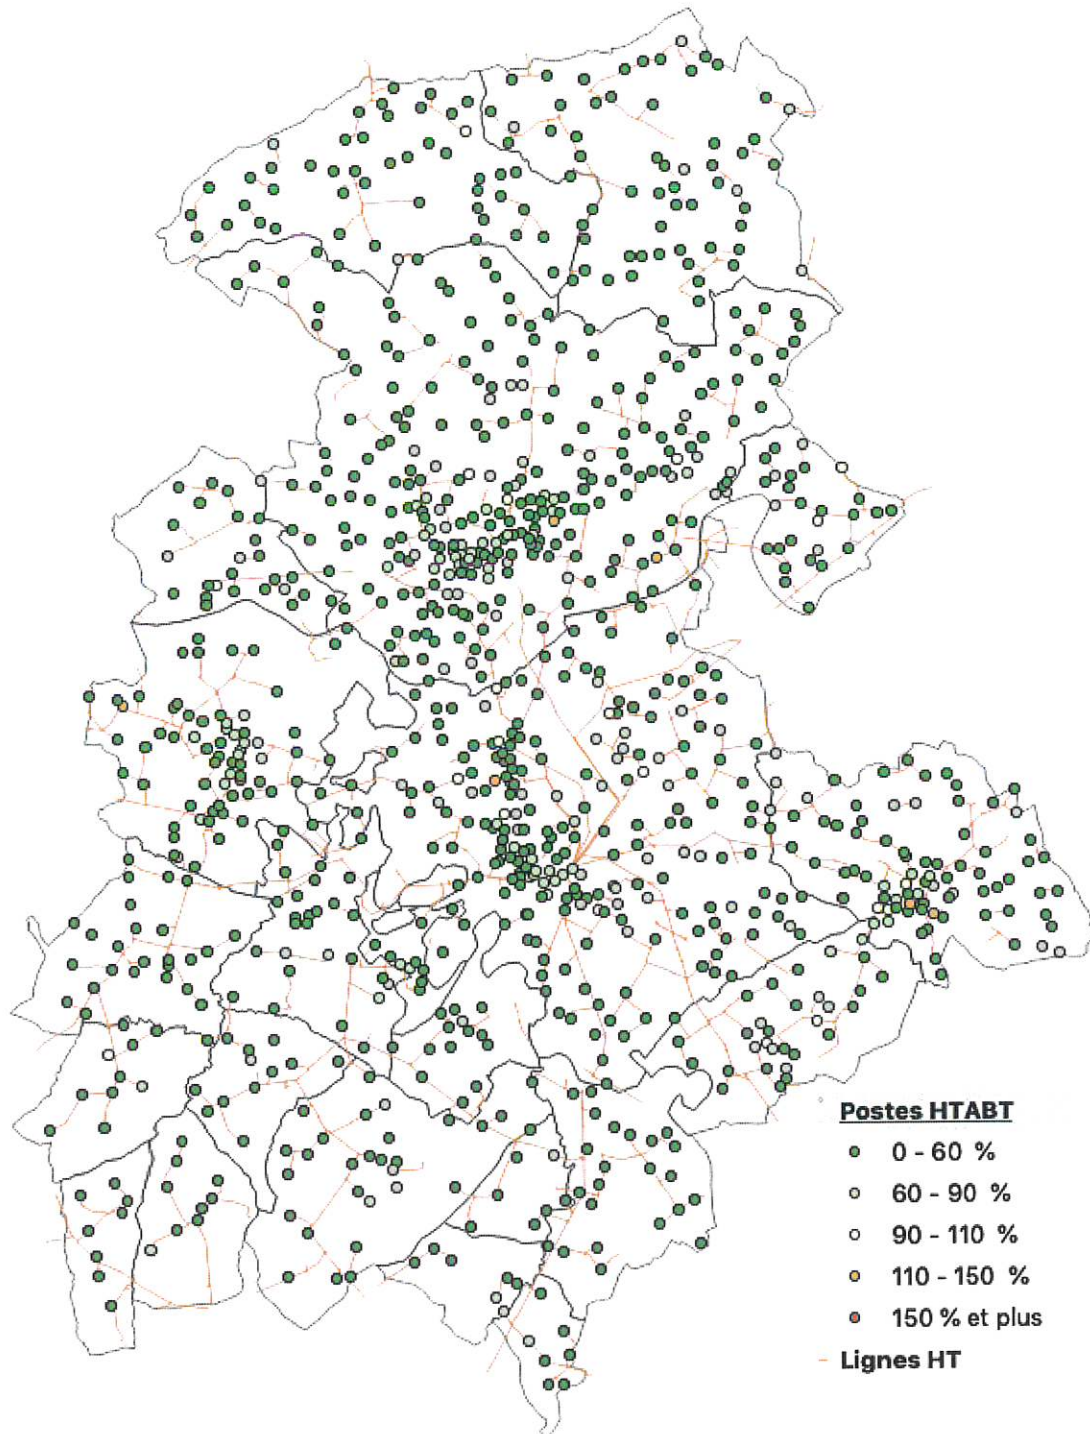 Postes HTABT
0 - 60 %
60 - 90 %
90 - 110 %
110 - 150 %
150 % et plus
Lignes HT